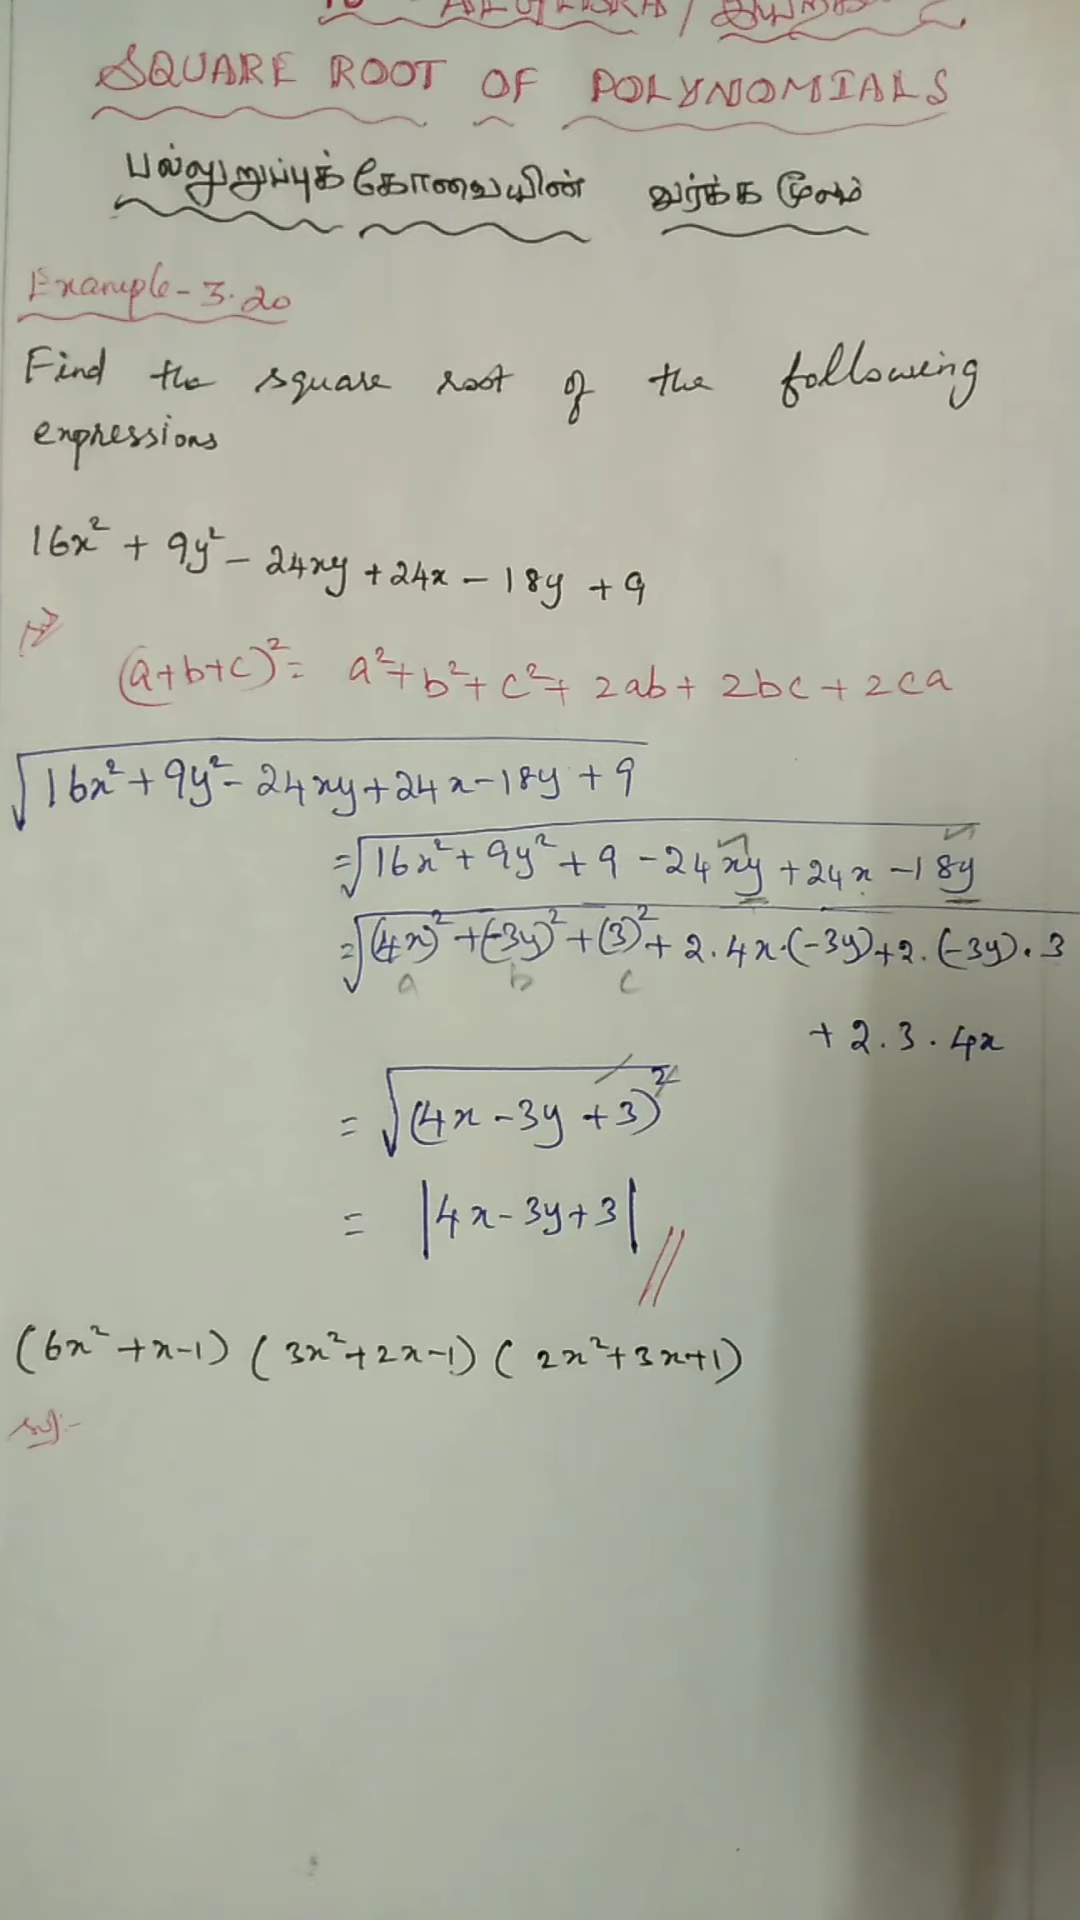 SQUARE ROOT OF POLYNOMIALS
பல்லுறுப்புக் கோவையின் வர்க்க மூலம்
Example-3.20
Find the square root of the following
expressions
16x² + 9y² - 24xy + 24x - 18y + 9
(a+b+c)² = a²+b²+c²+ 2ab+ 2bc+2ca
√16x²+9y²-24xy+24x-18y+9
=√16x²+9y²+9-24xy+24x-18y
=√(4x)²+(-3y)²+(3)²+2.4x.(-3y)+2.(-3y).3
a b c
+2.3.4x
= √(4x-3y+3)²
= |4x-3y+3|
(6x²+x-1) (3x²+2x-1) (2x²+3x+1)